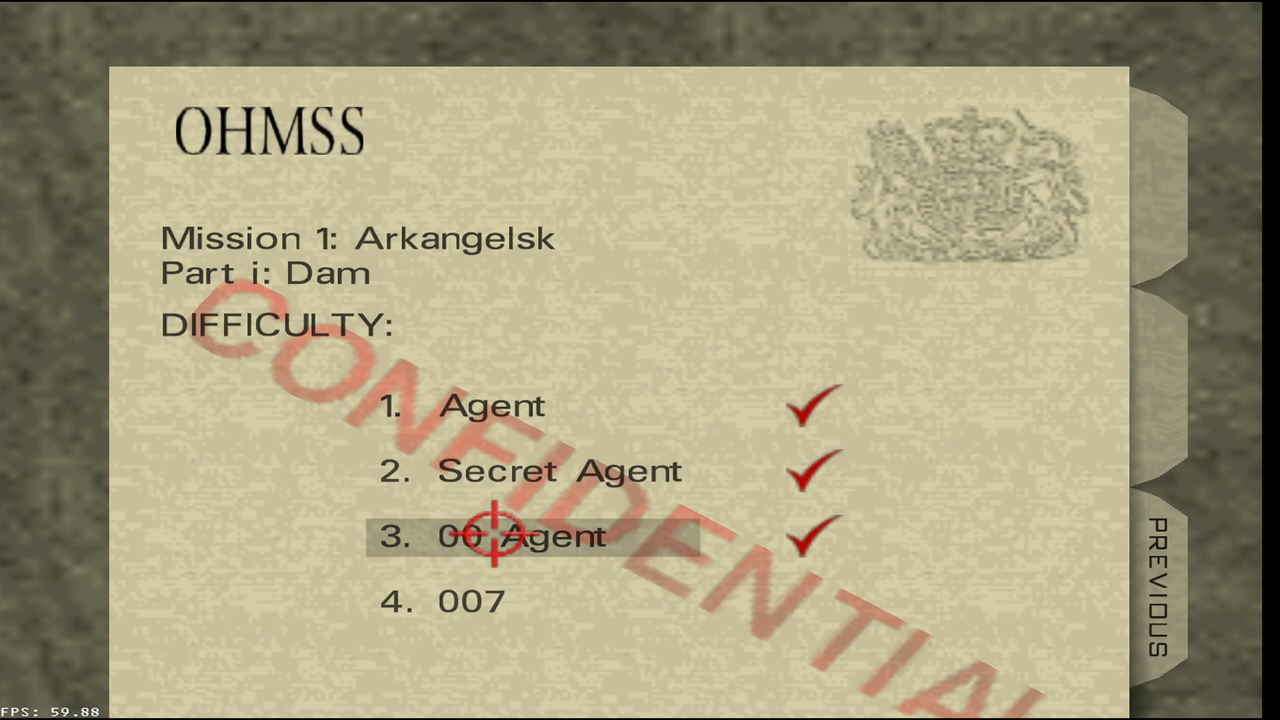 OHMSS
Mission 1: Arkangelsk
Part i: Dam
DIFFICULTY:
1. Agent
2. Secret Agent
3. 00 Agent
4. 007
CONFIDENTIAL
PREVIOUS
FPS: 59.88